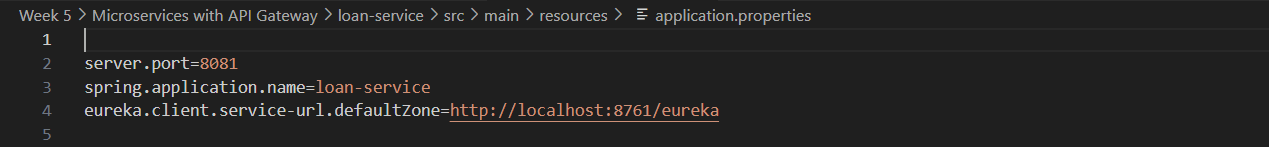 Week 5 > Microservices with API Gateway > loan-service > src > main > resources > application.properties
1
2 server.port=8081
3 spring.application.name=loan-service
4 eureka.client.service-url.defaultZone=http://localhost:8761/eureka
5